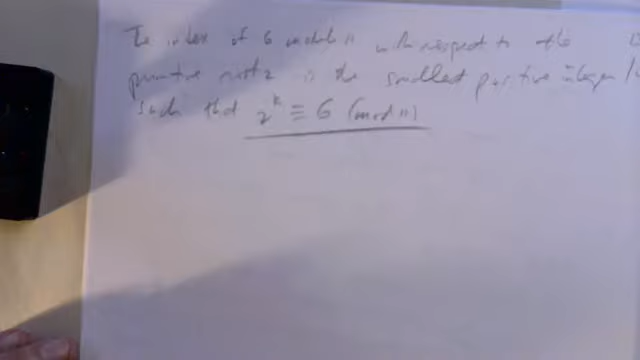 The index of 6 modulo 11 with respect to the
primitive root 2 is the smallest positive integer k
such that 2^k ≡ 6 (mod 11)